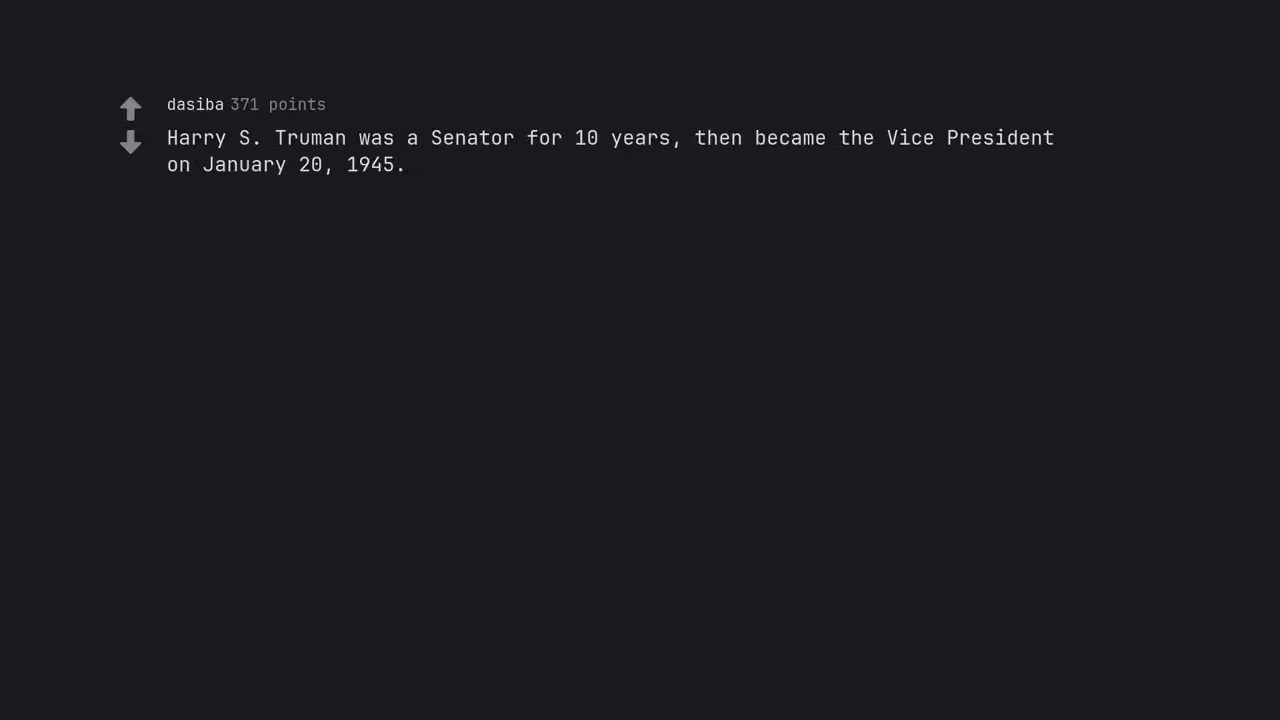 dasiba 371 points
Harry S. Truman was a Senator for 10 years, then became the Vice President
on January 20, 1945.